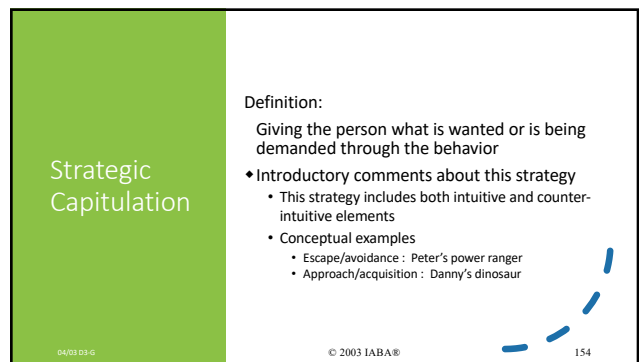 Strategic
Capitulation
Definition:
Giving the person what is wanted or is being
demanded through the behavior
◆Introductory comments about this strategy
• This strategy includes both intuitive and counter-
intuitive elements
• Conceptual examples
• Escape/avoidance : Peter’s power ranger
• Approach/acquisition : Danny’s dinosaur
04/03 D3-G
© 2003 IABA®
154